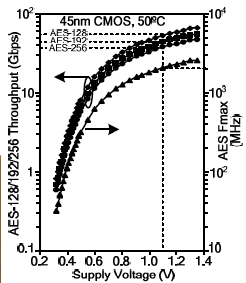 45nm CMOS, 50ºC
AES-128
AES-192
AES-256
AES-128/192/256 Throughput (Gbps)
100
10
1
0.1
AES Fmax
[MHz]
10⁴
10³
10²
10
0.2 0.4 0.6 0.8 1.0 1.2 1.4
Supply Voltage (V)